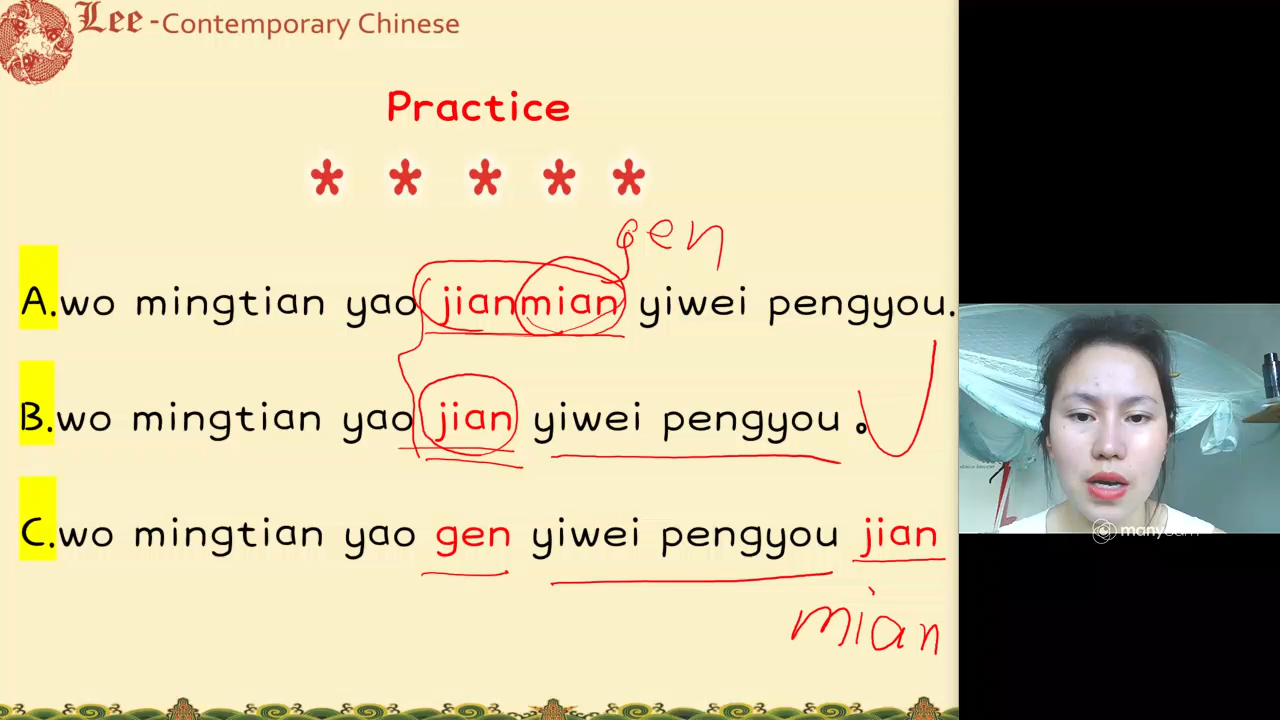 Lee -Contemporary Chinese
Practice
* * * * *
gen
A.wo mingtian yao jianmian yiwei pengyou.
B.wo mingtian yao jian yiwei pengyou 。
C.wo mingtian yao gen yiwei pengyou jian
mian
manycam